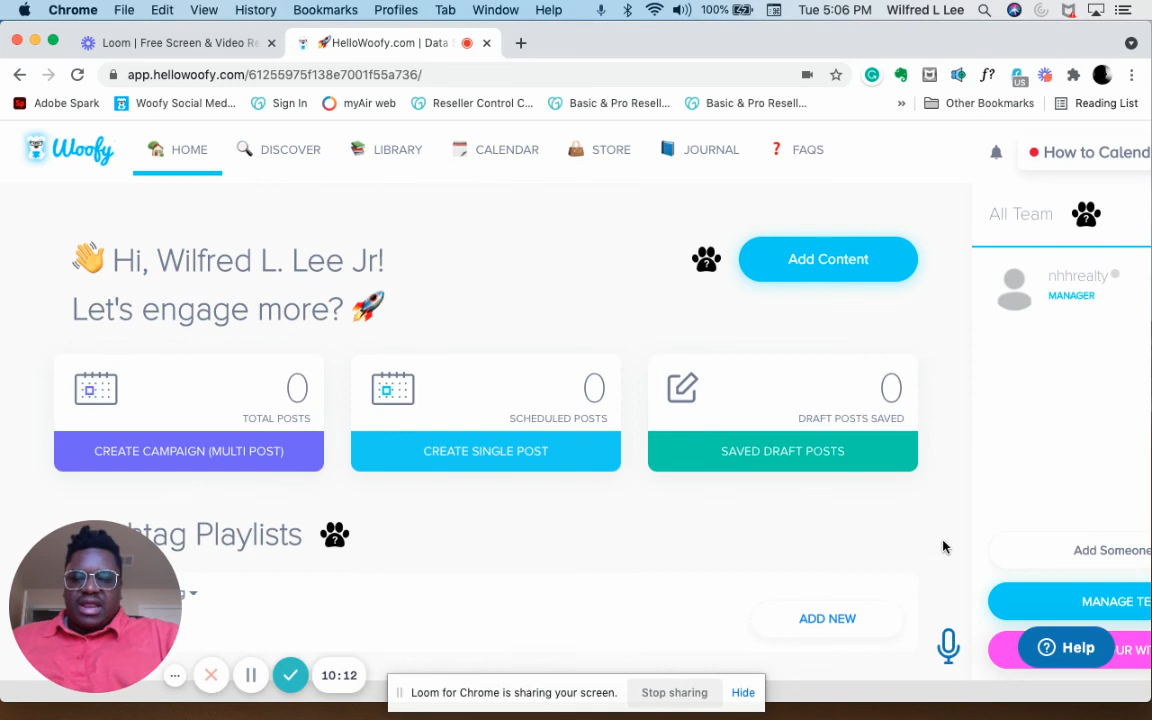 Chrome File Edit View History Bookmarks Profiles Tab Window Help 100% Tue 5:06 PM Wilfred L Lee
Loom | Free Screen & Video Re HelloWoofy.com | Data
app.hellowoofy.com/61255975f138e7001f55a736/
US
Adobe Spark Woofy Social Med... Sign In myAir web Reseller Control C... Basic & Pro Resell... Basic & Pro Resell... » Other Bookmarks Reading List
Woofy HOME DISCOVER LIBRARY CALENDAR STORE JOURNAL FAQS How to Calend
All Team
Hi, Wilfred L. Lee Jr!
Add Content
Let's engage more?
nhhrealty
MANAGER
0 0 0
TOTAL POSTS SCHEDULED POSTS DRAFT POSTS SAVED
CREATE CAMPAIGN (MULTI POST) CREATE SINGLE POST SAVED DRAFT POSTS
htag Playlists
Add Someone
g
MANAGE TE
ADD NEW
Help
UR WI
10:12
Loom for Chrome is sharing your screen. Stop sharing Hide